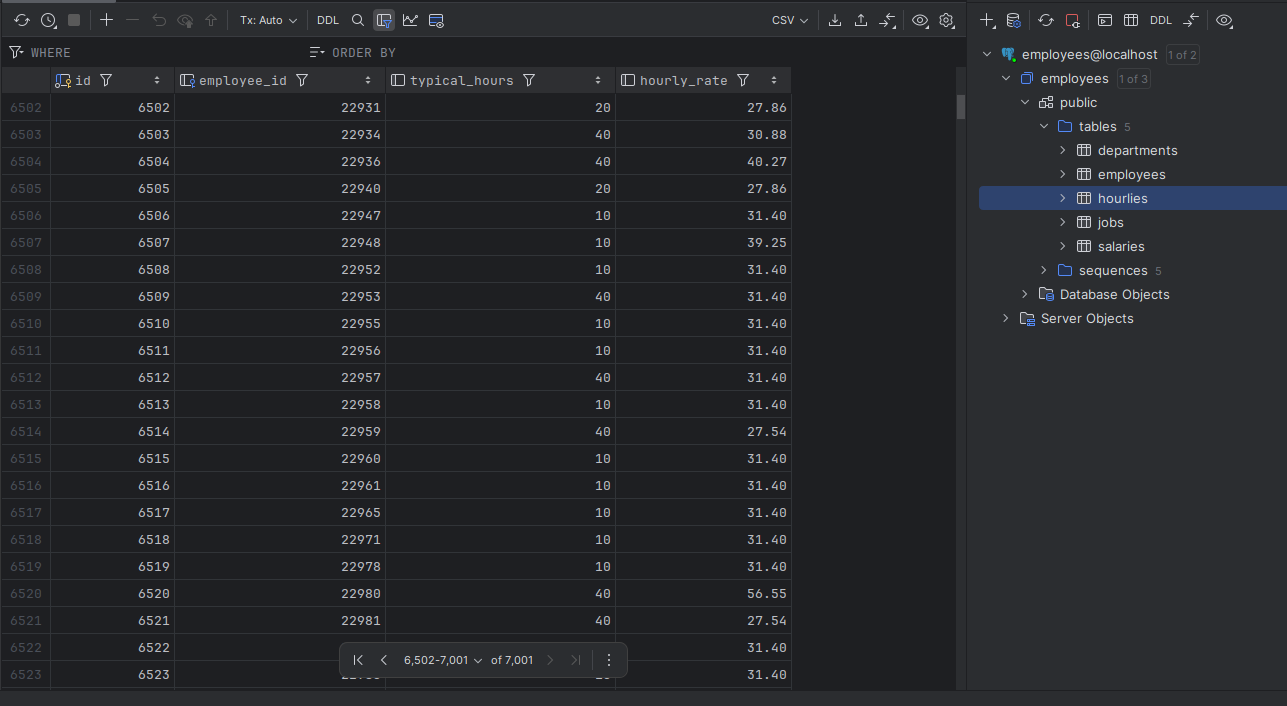 Tx: Auto DDL CSV
WHERE ORDER BY
id employee_id typical_hours hourly_rate
6502 6502 22931 20 27.86
6503 6503 22934 40 30.88
6504 6504 22936 40 40.27
6505 6505 22940 20 27.86
6506 6506 22947 10 31.40
6507 6507 22948 10 39.25
6508 6508 22952 10 31.40
6509 6509 22953 40 31.40
6510 6510 22955 10 31.40
6511 6511 22956 10 31.40
6512 6512 22957 40 31.40
6513 6513 22958 10 31.40
6514 6514 22959 40 27.54
6515 6515 22960 10 31.40
6516 6516 22961 10 31.40
6517 6517 22965 10 31.40
6518 6518 22971 10 31.40
6519 6519 22978 10 31.40
6520 6520 22980 40 56.55
6521 6521 22981 40 27.54
6522 6522 31.40
6523 6523 31.40
6,502-7,001 of 7,001
DDL
employees@localhost 1 of 2
employees 1 of 3
public
tables 5
departments
employees
hourlies
jobs
salaries
sequences 5
Database Objects
Server Objects